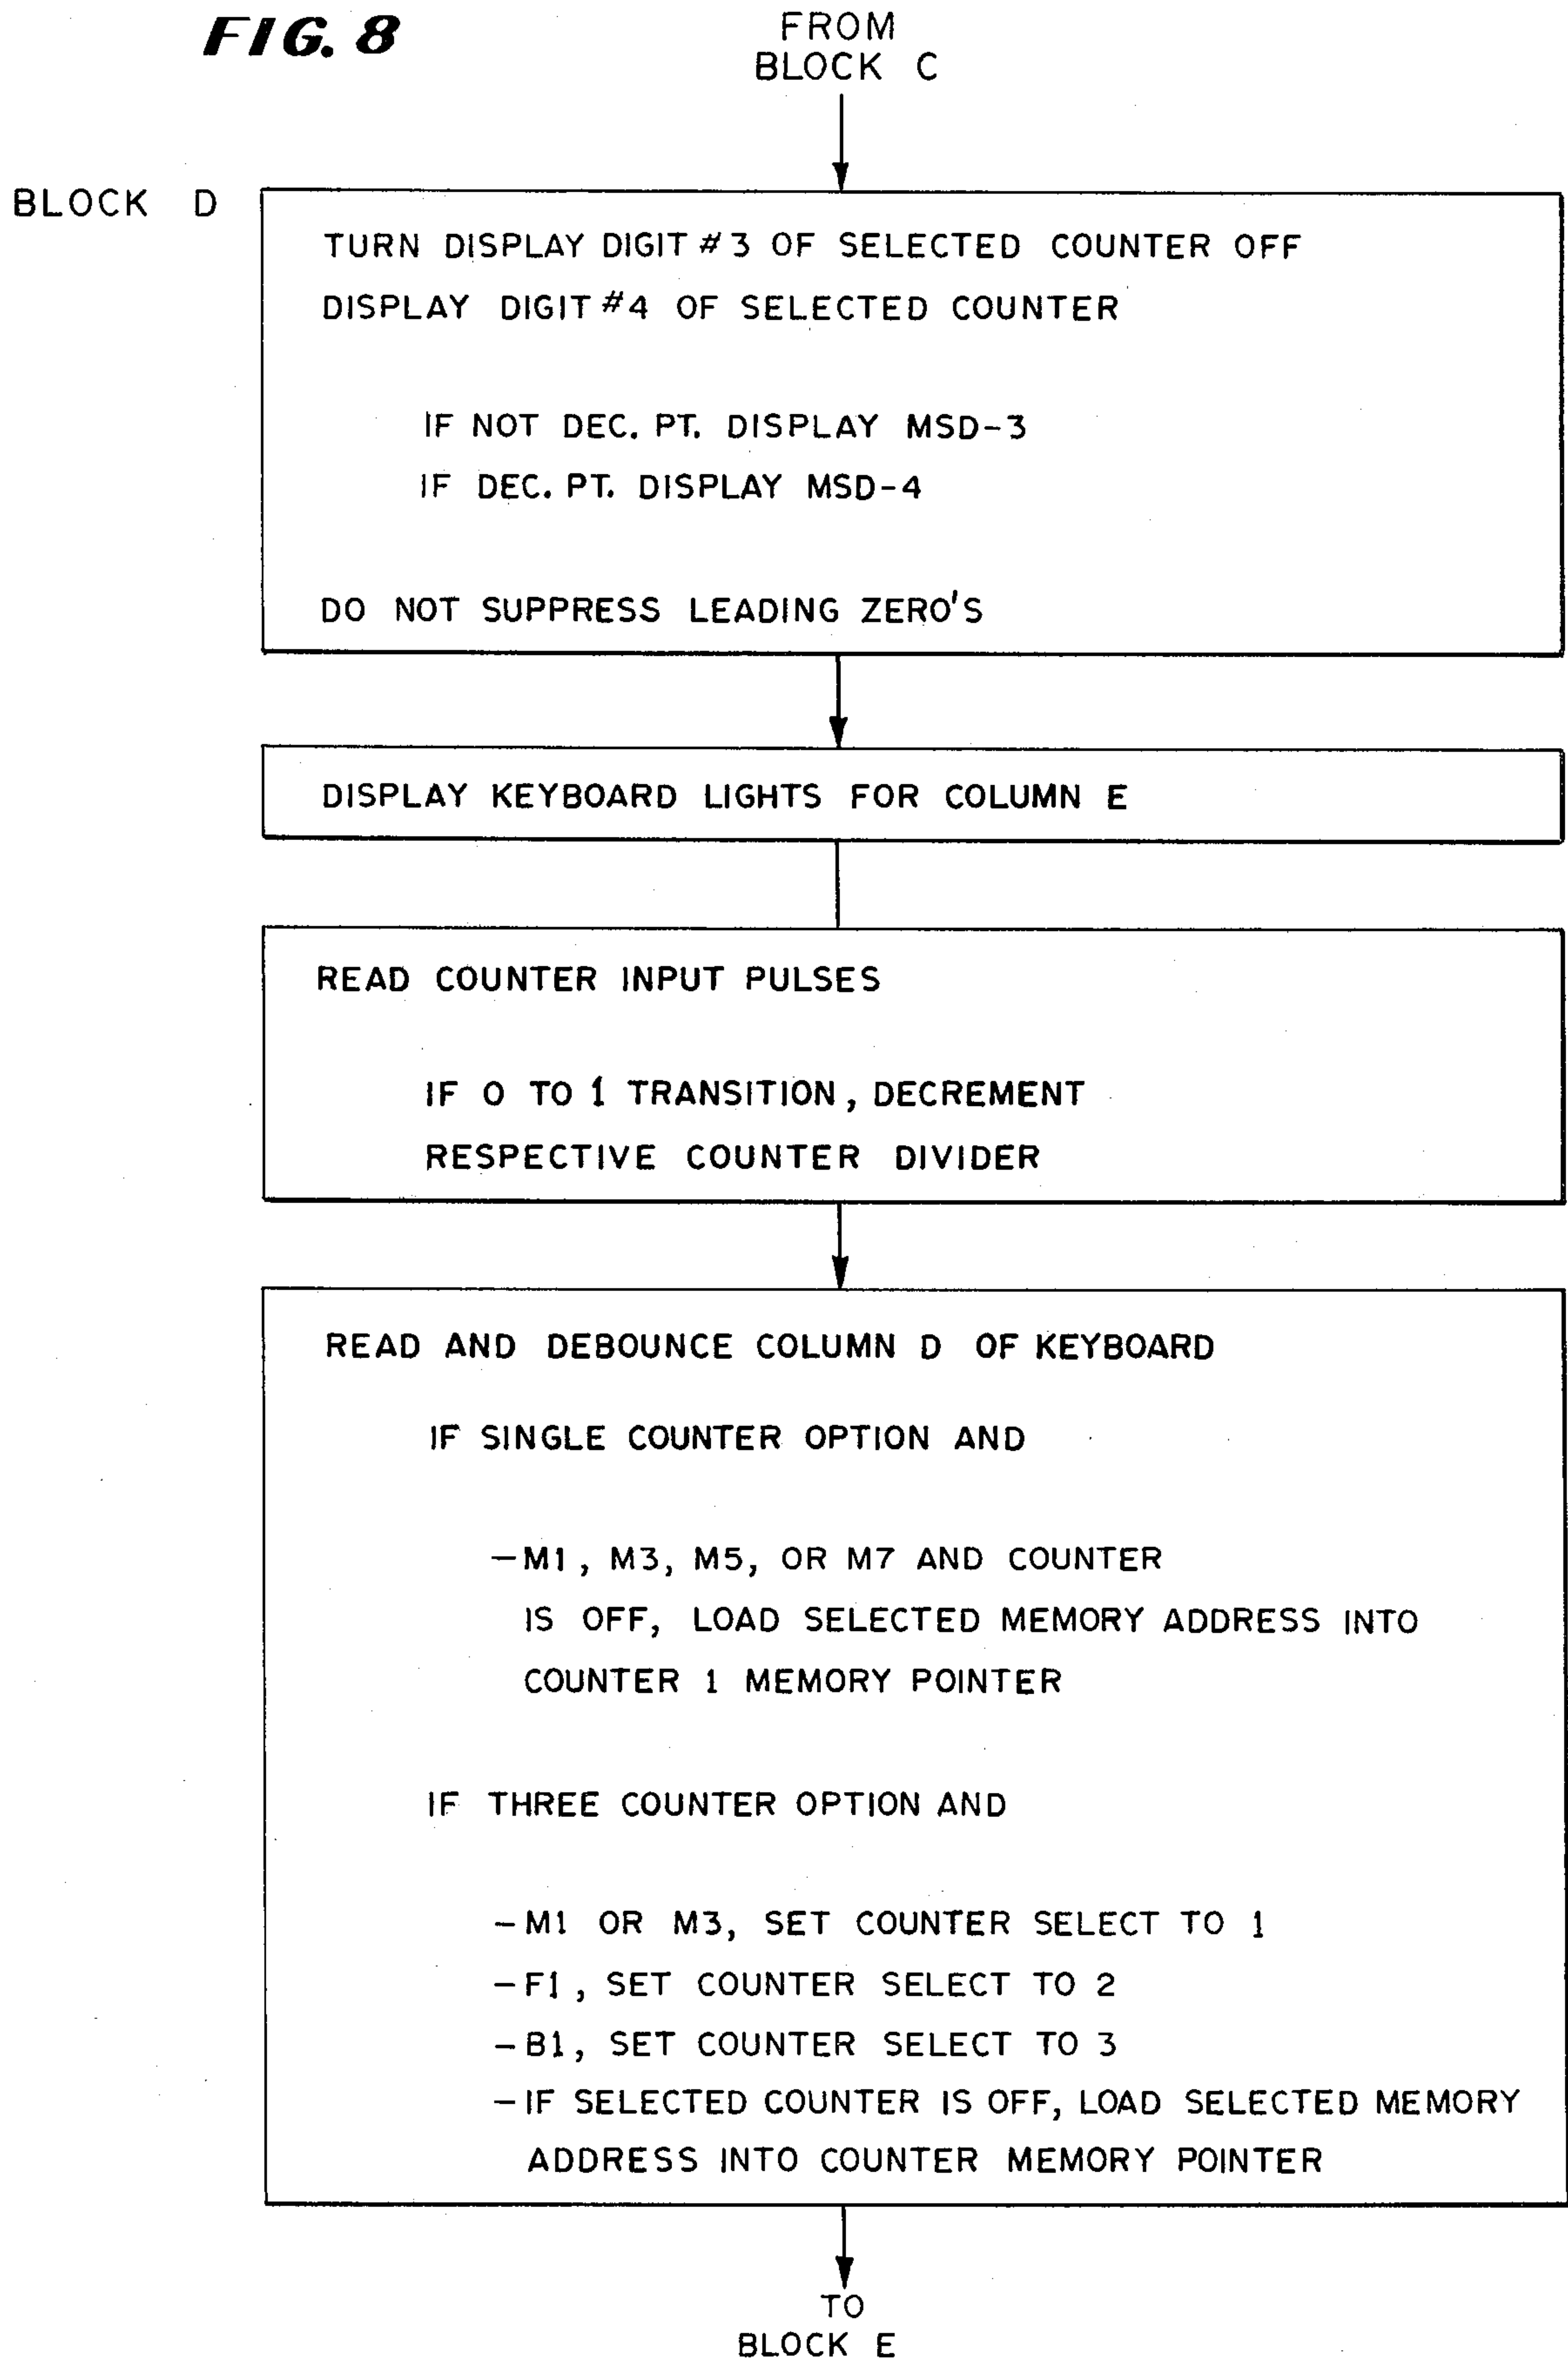 FIG. 8
FROM
BLOCK C
BLOCK D
TURN DISPLAY DIGIT #3 OF SELECTED COUNTER OFF
DISPLAY DIGIT #4 OF SELECTED COUNTER
IF NOT DEC. PT. DISPLAY MSD-3
IF DEC. PT. DISPLAY MSD-4
DO NOT SUPPRESS LEADING ZERO'S
DISPLAY KEYBOARD LIGHTS FOR COLUMN E
READ COUNTER INPUT PULSES
IF 0 TO 1 TRANSITION, DECREMENT
RESPECTIVE COUNTER DIVIDER
READ AND DEBOUNCE COLUMN D OF KEYBOARD
IF SINGLE COUNTER OPTION AND
-M1, M3, M5, OR M7 AND COUNTER
IS OFF, LOAD SELECTED MEMORY ADDRESS INTO
COUNTER 1 MEMORY POINTER
IF THREE COUNTER OPTION AND
-M1 OR M3, SET COUNTER SELECT TO 1
-F1, SET COUNTER SELECT TO 2
-B1, SET COUNTER SELECT TO 3
-IF SELECTED COUNTER IS OFF, LOAD SELECTED MEMORY
ADDRESS INTO COUNTER MEMORY POINTER
TO
BLOCK E